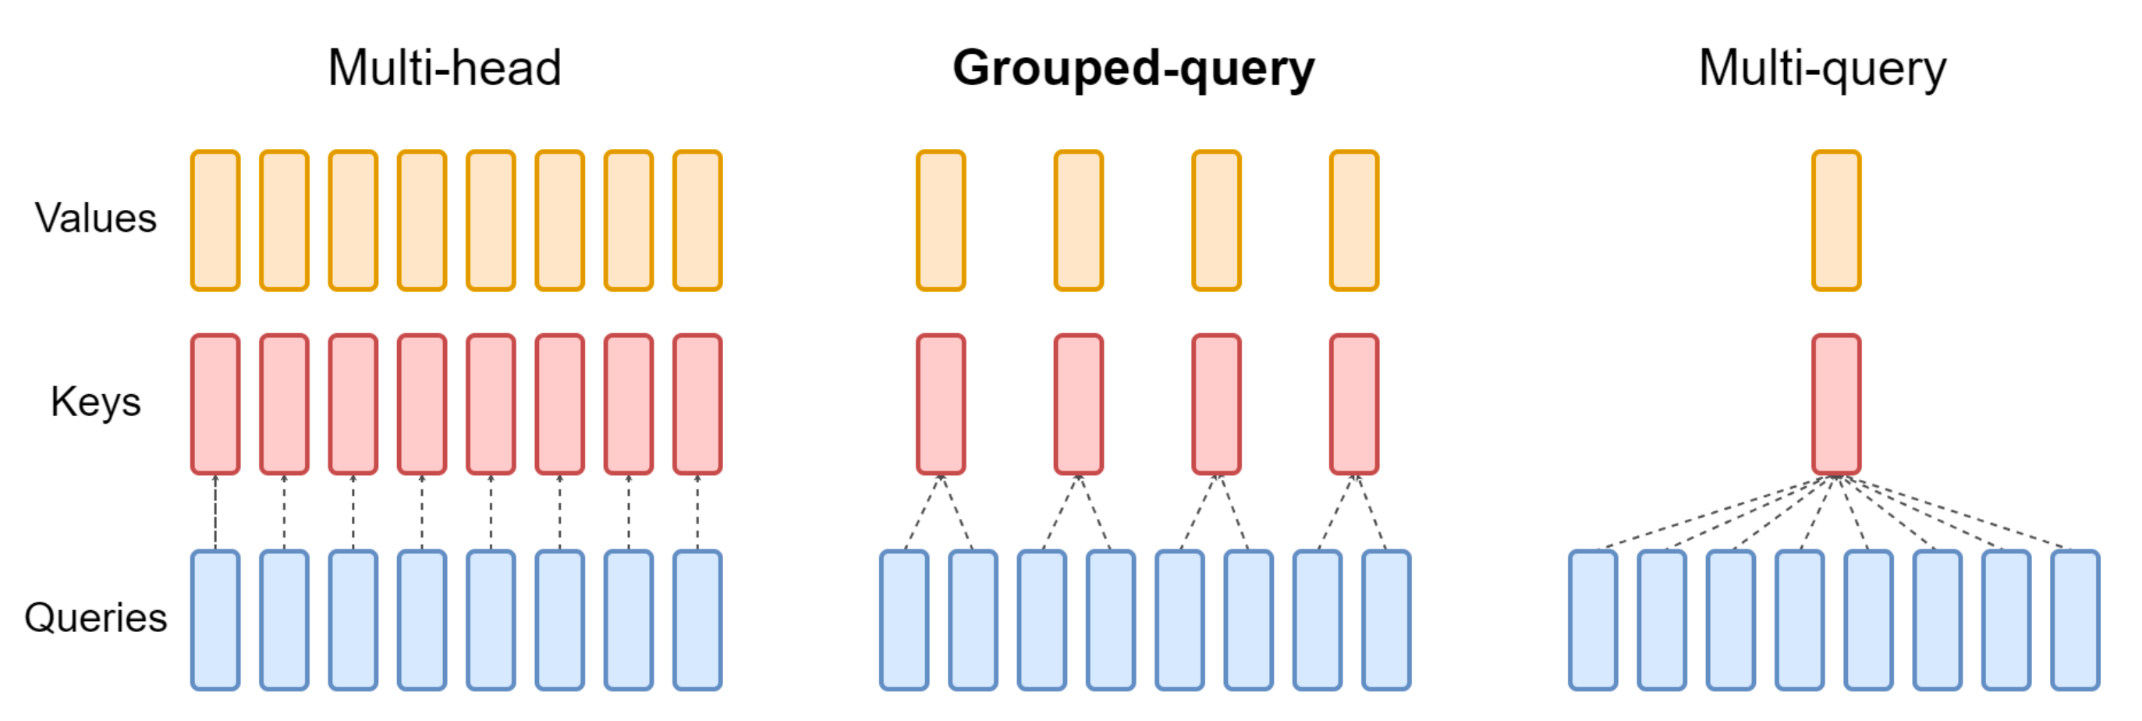 Multi-head
Grouped-query
Multi-query
Values
Keys
Queries